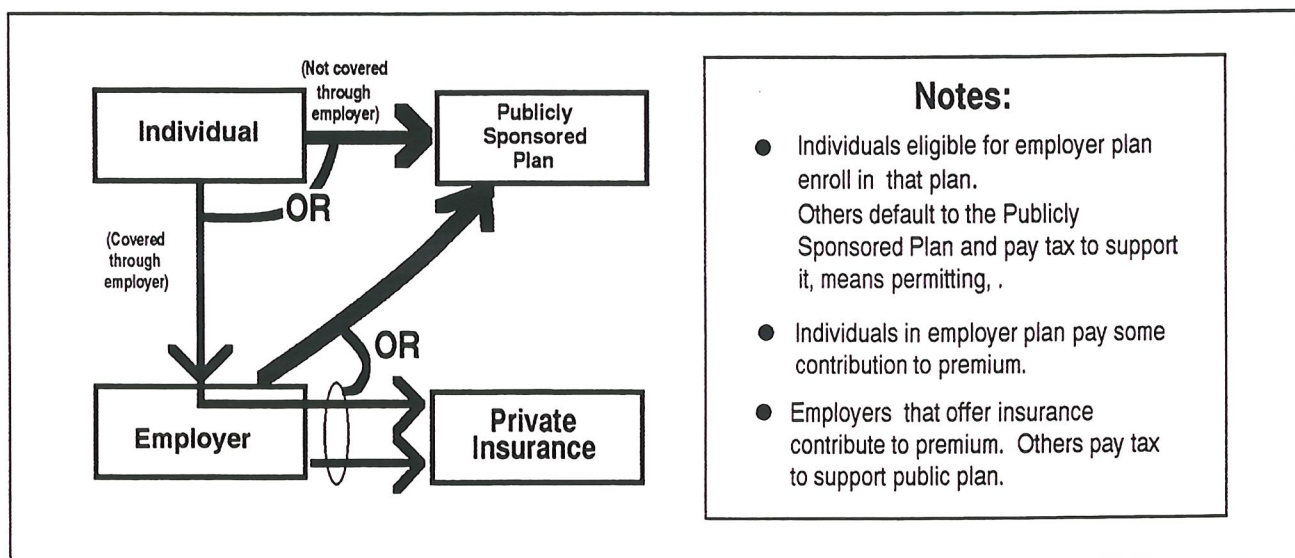 (Not covered
through
employer)
Individual
Publicly
Sponsored
Plan
OR
(Covered
through
employer)
OR
Employer
Private
Insurance
Notes:
● Individuals eligible for employer plan
enroll in that plan.
Others default to the Publicly
Sponsored Plan and pay tax to support
it, means permitting, .
● Individuals in employer plan pay some
contribution to premium.
● Employers that offer insurance
contribute to premium. Others pay tax
to support public plan.